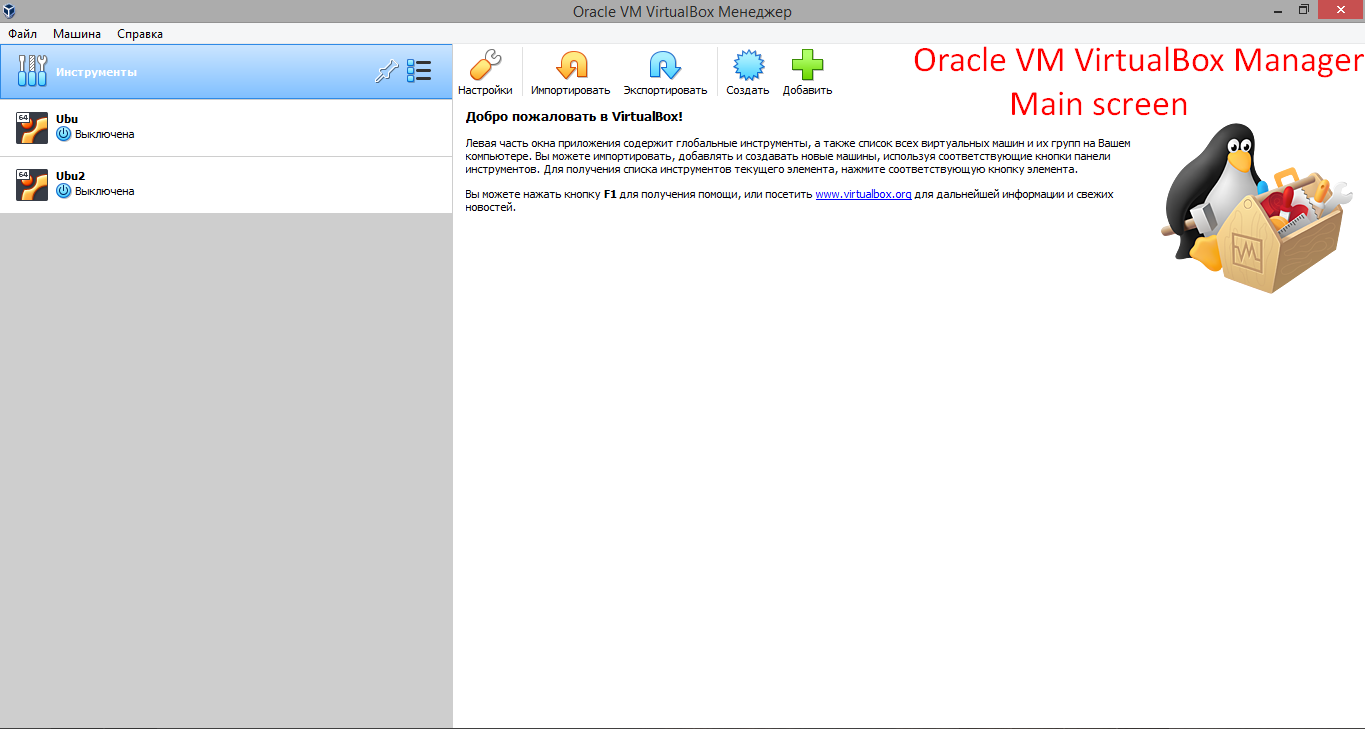 Oracle VM VirtualBox Менеджер
Файл Машина Справка
Инструменты
Настройки Импортировать Экспортировать Создать Добавить
Oracle VM VirtualBox Manager
Main screen
64
Ubu
Выключена
64
Ubu2
Выключена
Добро пожаловать в VirtualBox!
Левая часть окна приложения содержит глобальные инструменты, а также список всех виртуальных машин и их групп на Вашем
компьютере. Вы можете импортировать, добавлять и создавать новые машины, используя соответствующие кнопки панели
инструментов. Для получения списка инструментов текущего элемента, нажмите соответствующую кнопку элемента.
Вы можете нажать кнопку F1 для получения помощи, или посетить www.virtualbox.org для дальнейшей информации и свежих
новостей.